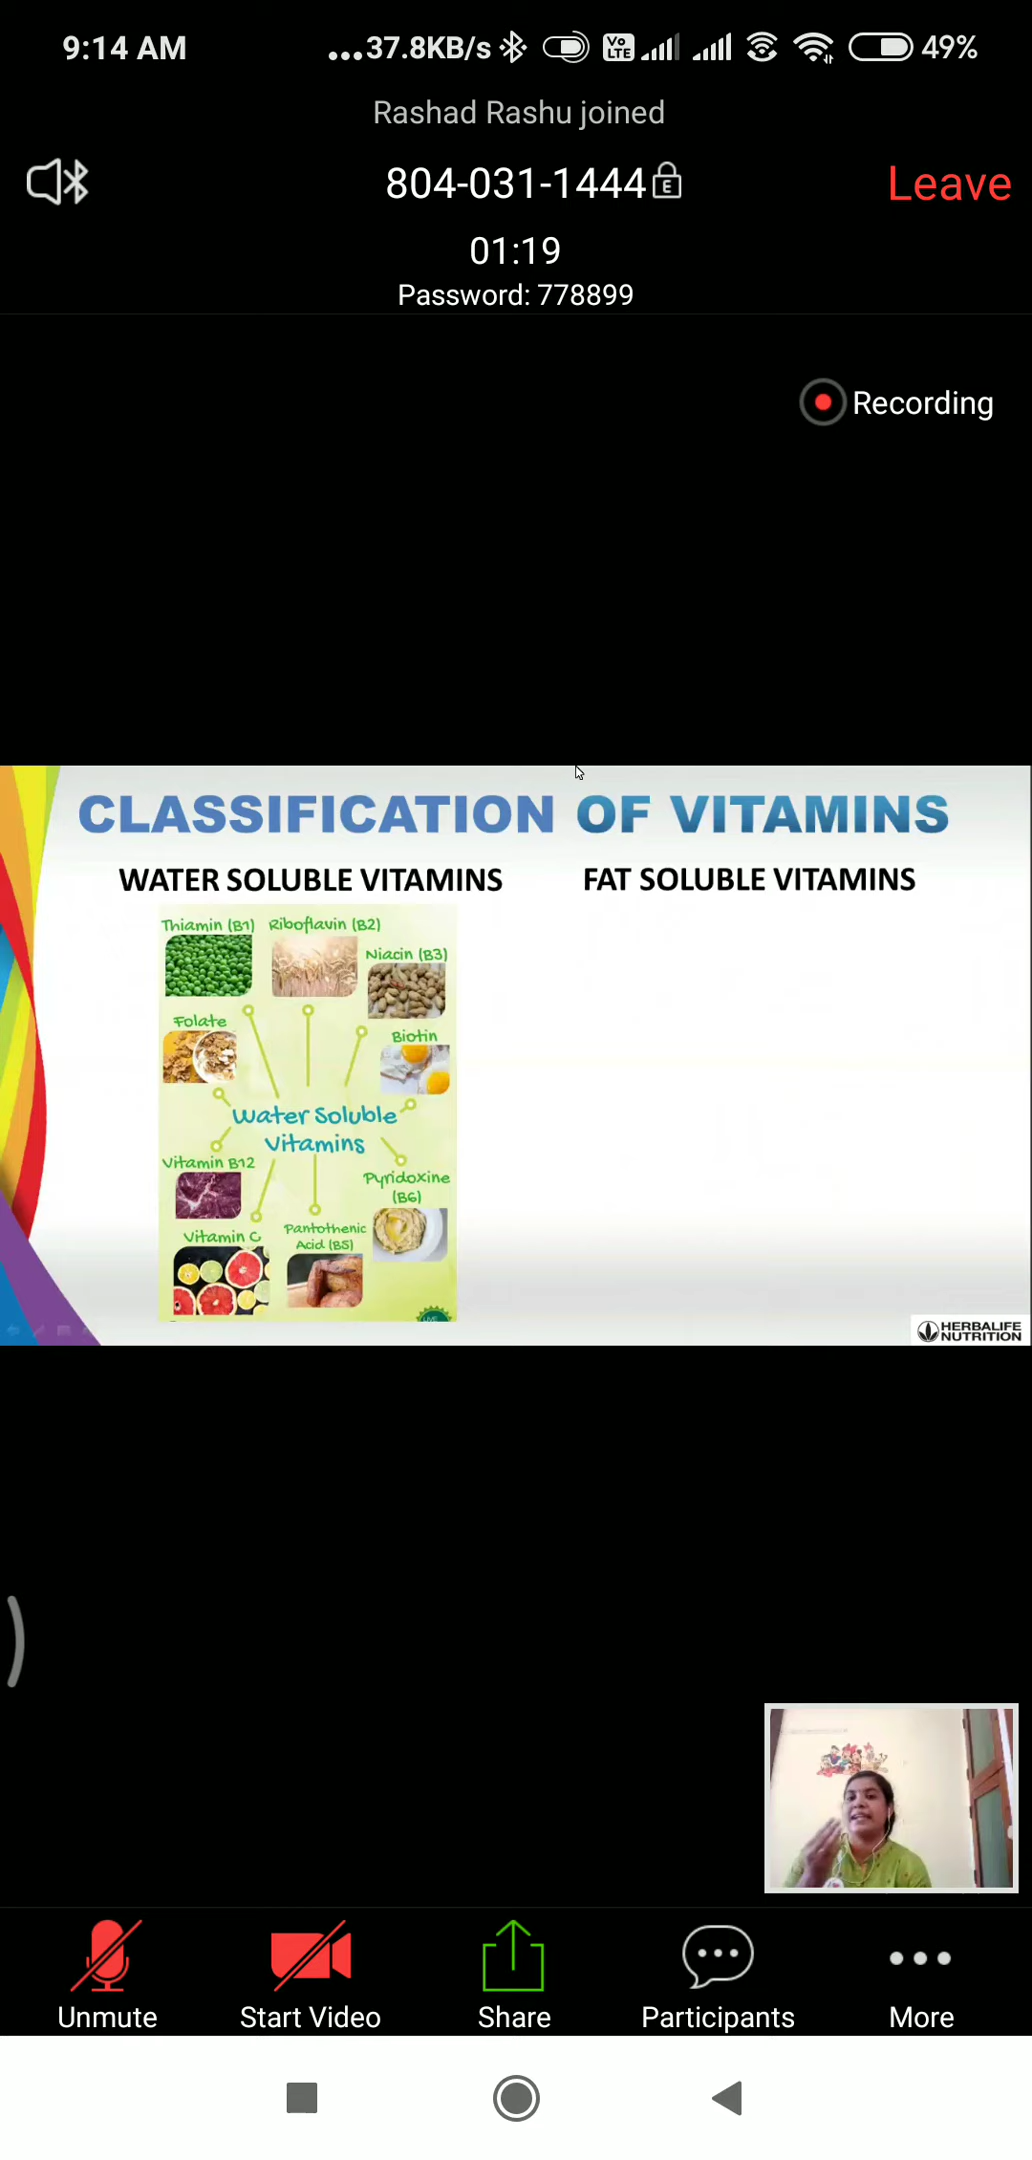 9:14 AM
...37.8KB/s
Vo LTE
49%
Rashad Rashu joined
804-031-1444
E
Leave
01:19
Password: 778899
Recording
CLASSIFICATION OF VITAMINS
WATER SOLUBLE VITAMINS
FAT SOLUBLE VITAMINS
Thiamin (B1)
Riboflavin (B2)
Niacin (B3)
Folate
Biotin
Water Soluble
Vitamins
Vitamin B12
Pyridoxine
(B6)
Vitamin C
Pantothenic
Acid (B5)
HERBALIFE
NUTRITION
Unmute
Start Video
Share
Participants
More